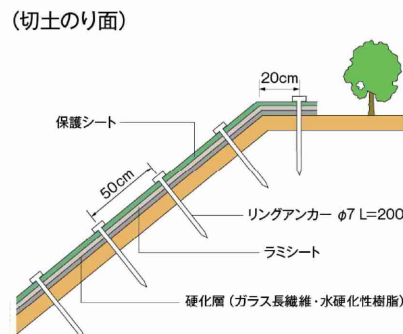 (切土のり面)
20cm
保護シート
50cm
リングアンカー φ7 L=200
ラミシート
硬化層 (ガラス長繊維・水硬化性樹脂)